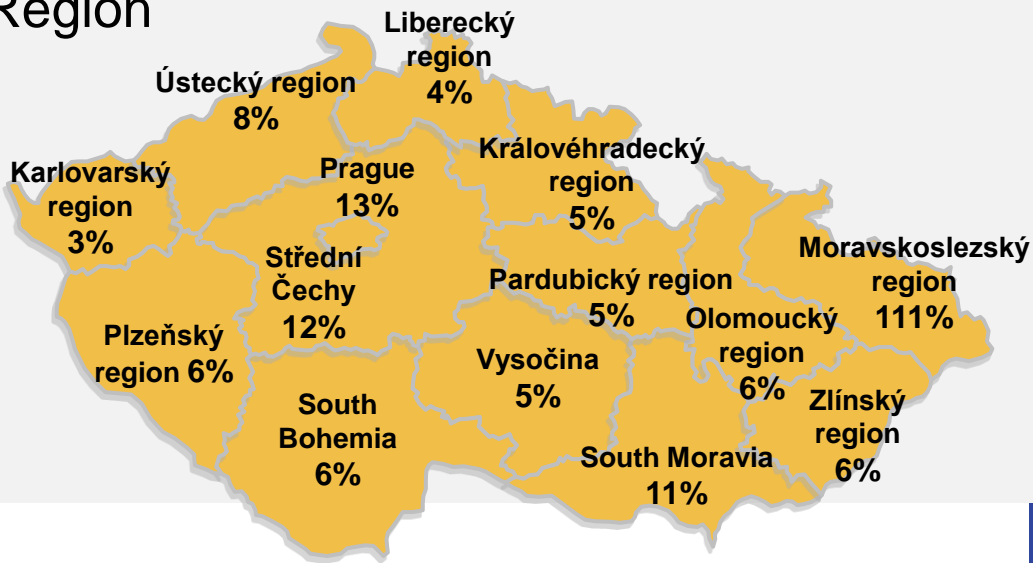 Region
Liberecký
region
4%
Ústecký region
8%
Karlovarský
region
3%
Prague
13%
Královéhradecký
region
5%
Střední
Čechy
12%
Pardubický region
5%
Moravskoslezský
region
111%
Olomoucký
region
6%
Plzeňský
region 6%
Vysočina
5%
South
Bohemia
6%
Zlínský
region
6%
South Moravia
11%